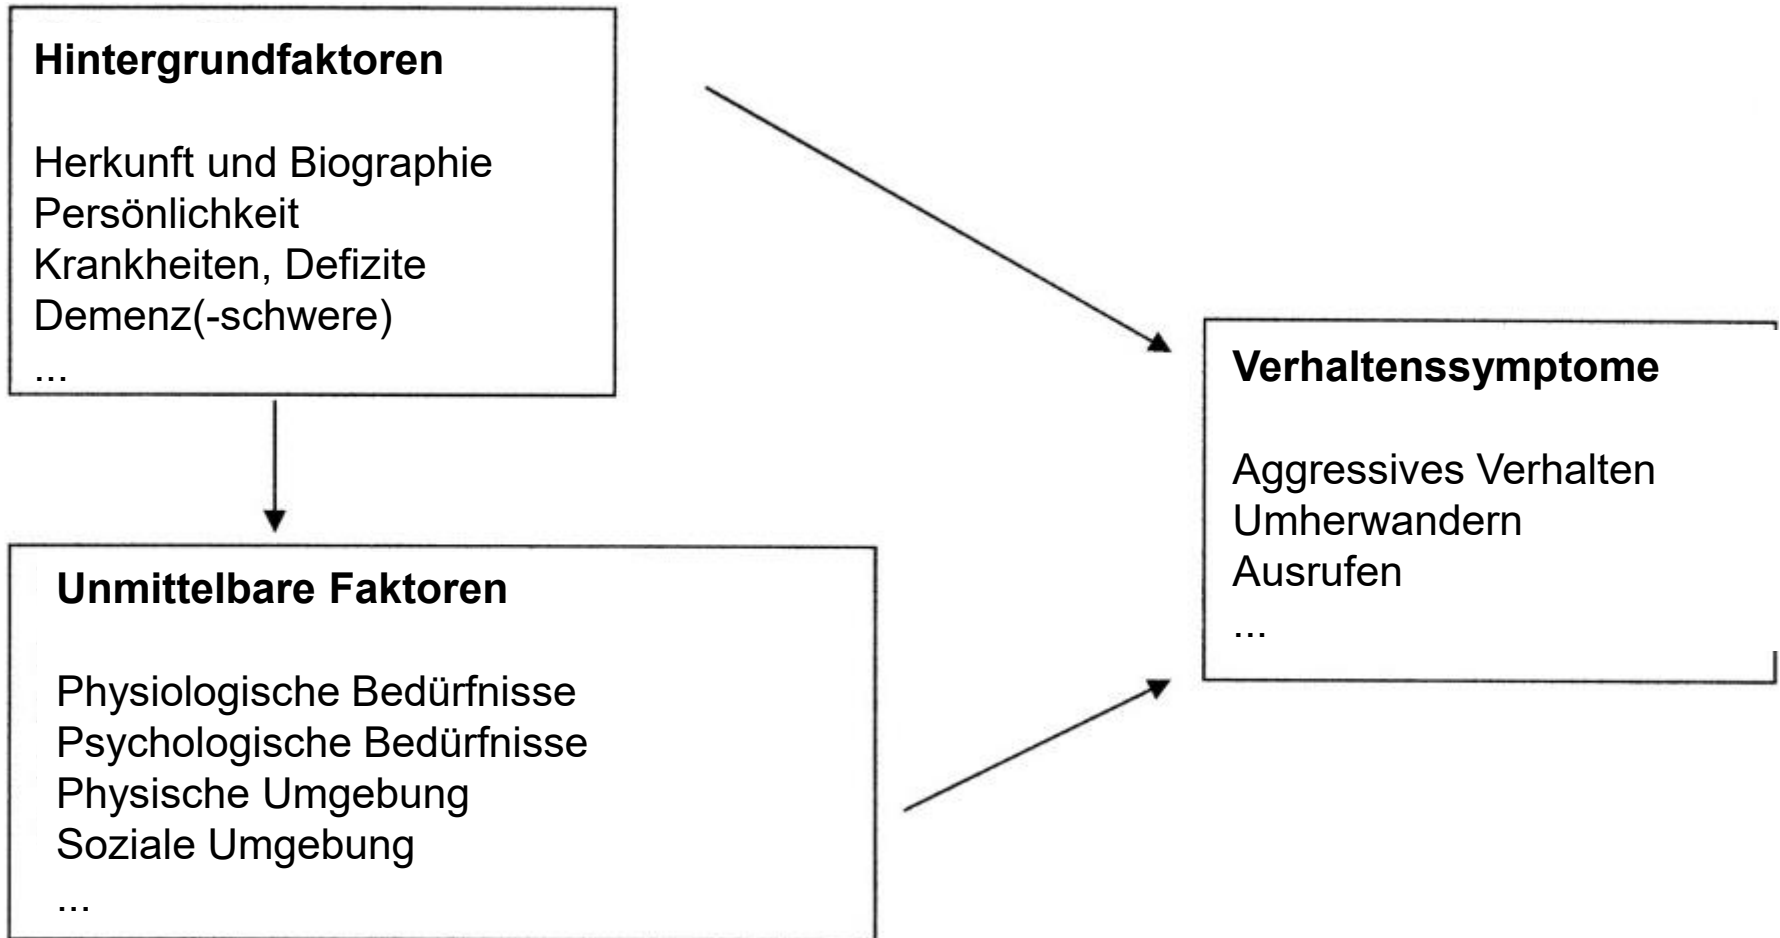 Hintergrundfaktoren
Herkunft und Biographie
Persönlichkeit
Krankheiten, Defizite
Demenz(-schwere)
...
Unmittelbare Faktoren
Physiologische Bedürfnisse
Psychologische Bedürfnisse
Physische Umgebung
Soziale Umgebung
...
Verhaltenssymptome
Aggressives Verhalten
Umherwandern
Ausrufen
...